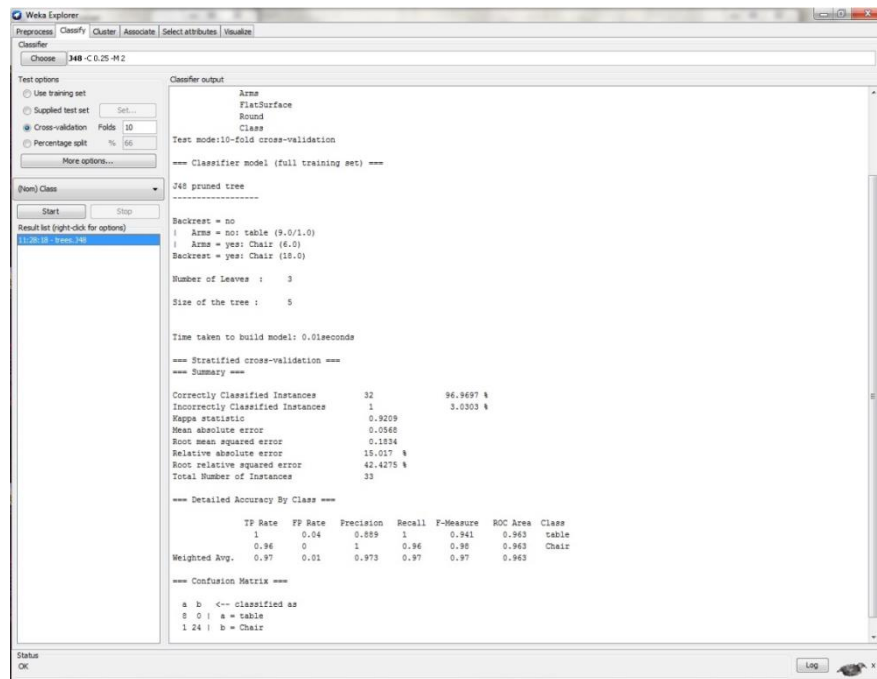 Weka Explorer
Preprocess Classify Cluster Associate Select attributes Visualize
Classifier
Choose J48 -C 0.25 -M 2
Test options
Use training set
Supplied test set Set...
Cross-validation Folds 10
Percentage split % 66
More options...
(Nom) Class
Start Stop
Result list (right-click for options)
11:28:18 - trees.J48
Classifier output
Arms
FlatSurface
Round
Class
Test mode:10-fold cross-validation
=== Classifier model (full training set) ===
J48 pruned tree
------------------
Backrest = no
| Arms = no: table (9.0/1.0)
| Arms = yes: Chair (6.0)
Backrest = yes: Chair (18.0)
Number of Leaves : 3
Size of the tree : 5
Time taken to build model: 0.01seconds
=== Stratified cross-validation ===
=== Summary ===
Correctly Classified Instances 32 96.9697 %
Incorrectly Classified Instances 1 3.0303 %
Kappa statistic 0.9209
Mean absolute error 0.0568
Root mean squared error 0.1834
Relative absolute error 15.017 %
Root relative squared error 42.4275 %
Total Number of Instances 33
=== Detailed Accuracy By Class ===
TP Rate FP Rate Precision Recall F-Measure ROC Area Class
1 0.04 0.889 1 0.941 0.963 table
0.96 0 1 0.96 0.98 0.963 Chair
Weighted Avg. 0.97 0.01 0.973 0.97 0.97 0.963
=== Confusion Matrix ===
a b <-- classified as
8 0 | a = table
1 24 | b = Chair
Status
OK
Log
x 0